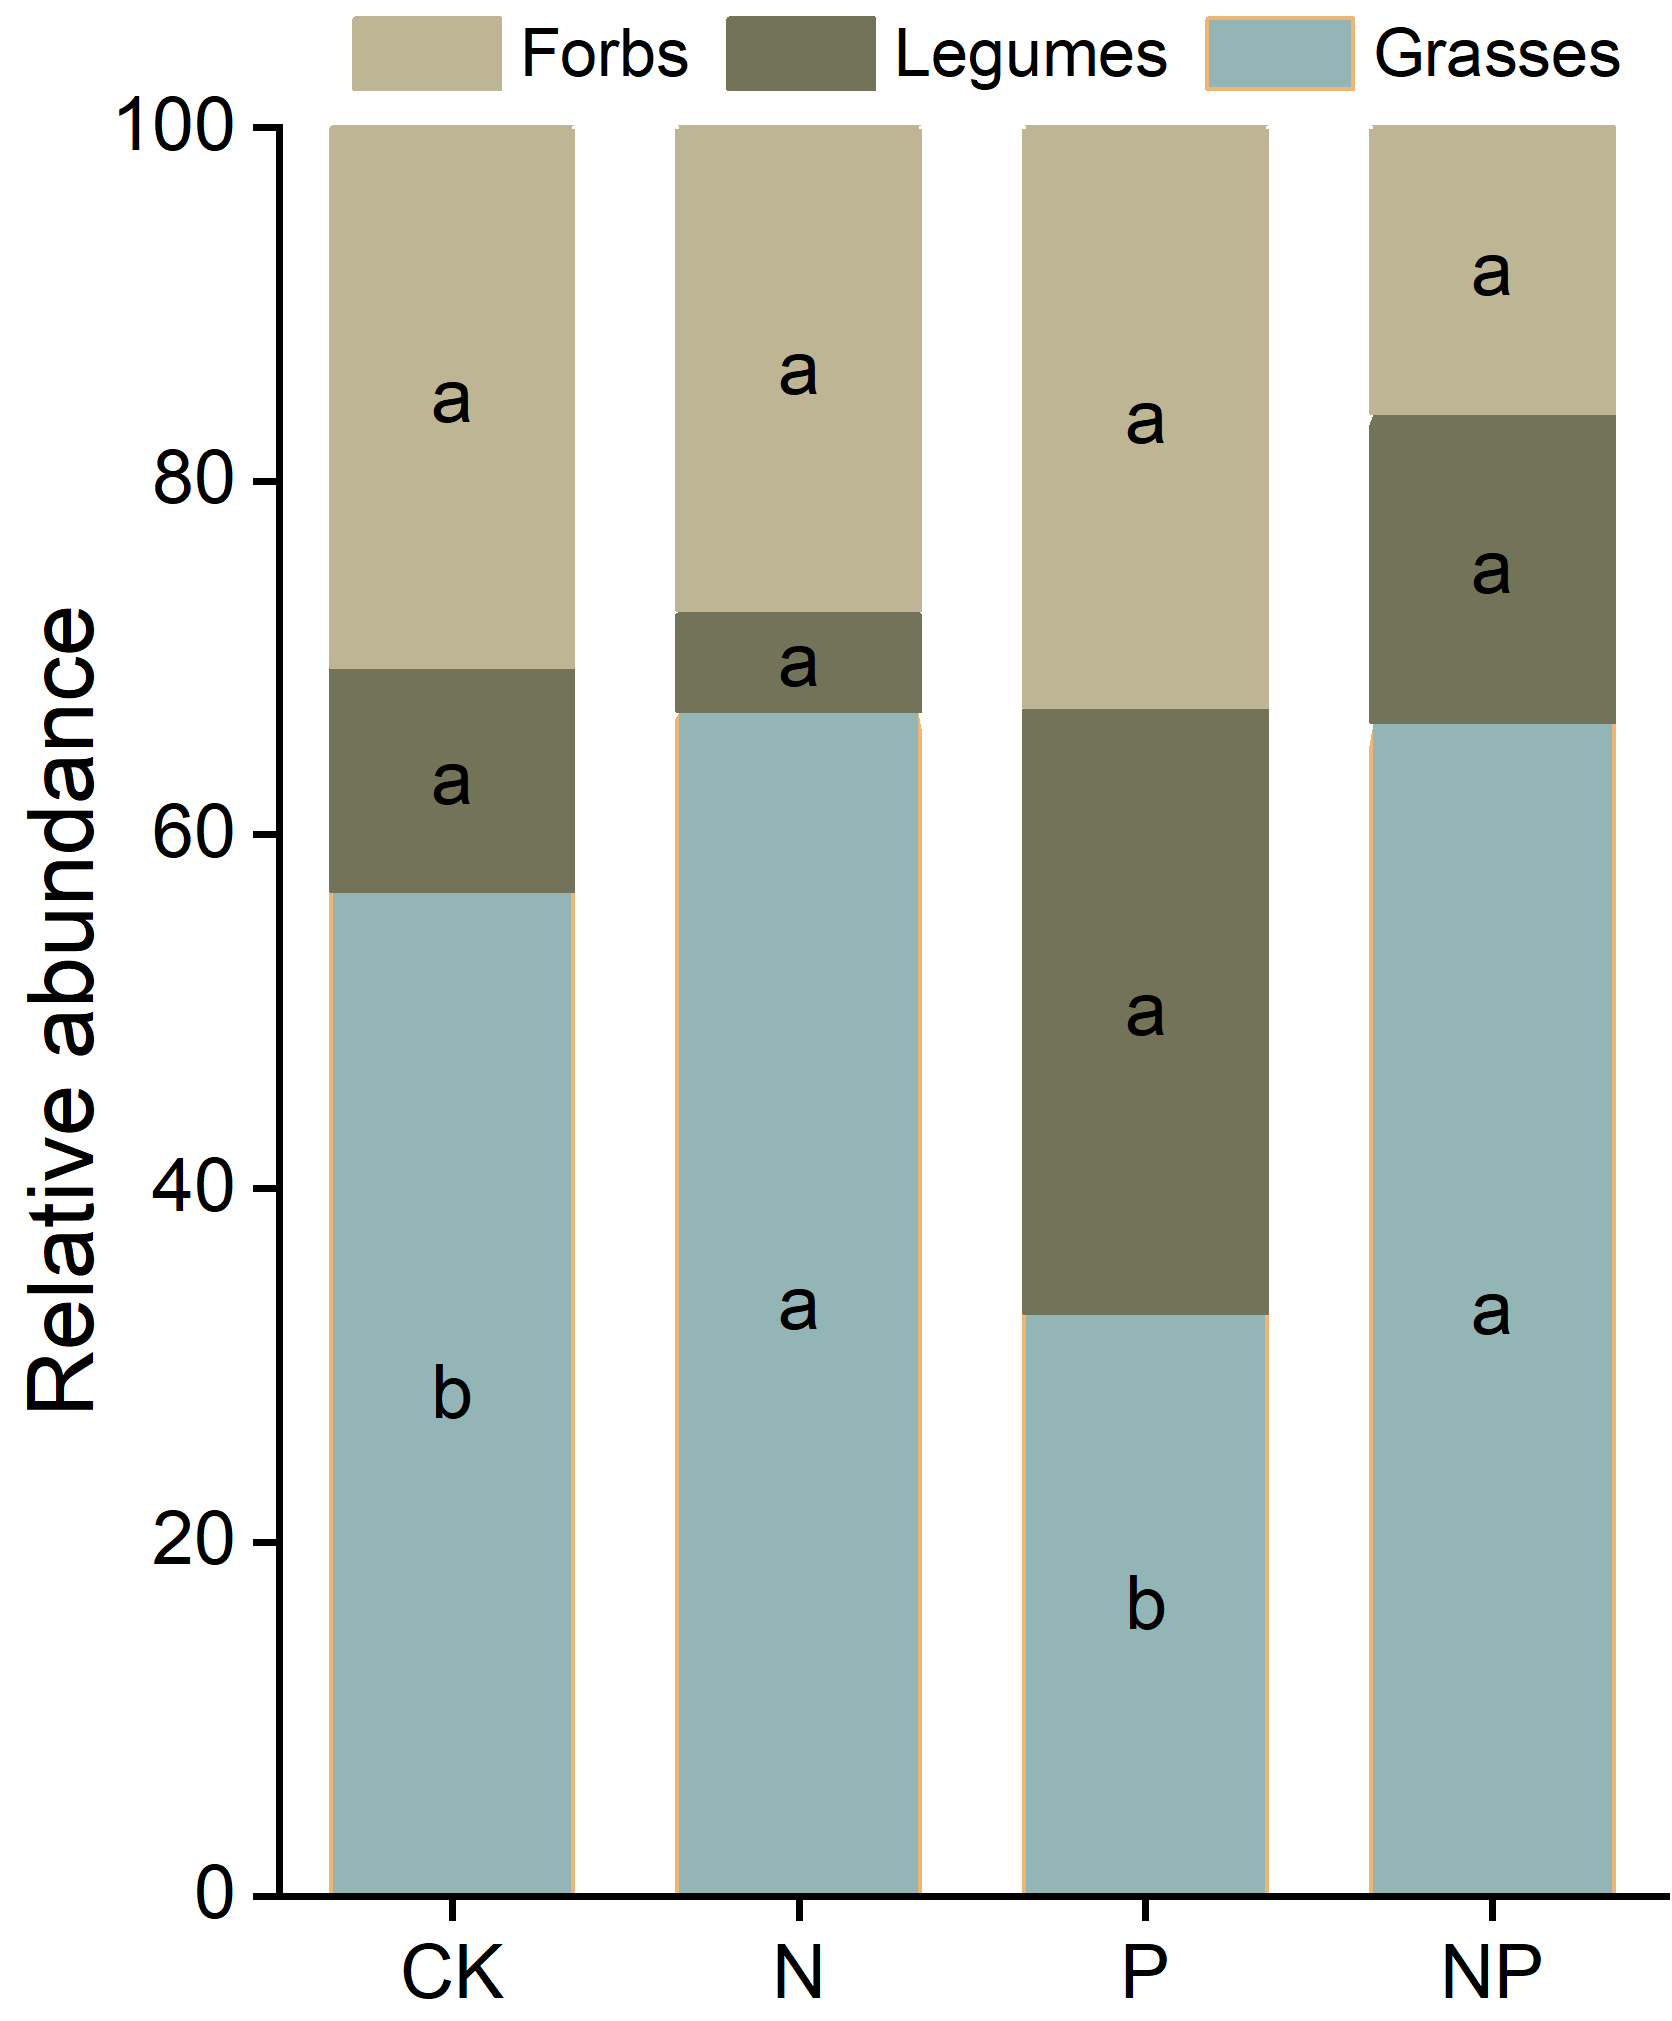 Forbs Legumes Grasses
Relative abundance
100
80
60
40
20
0
a a a a
a a a a
b a b a
CK N P NP